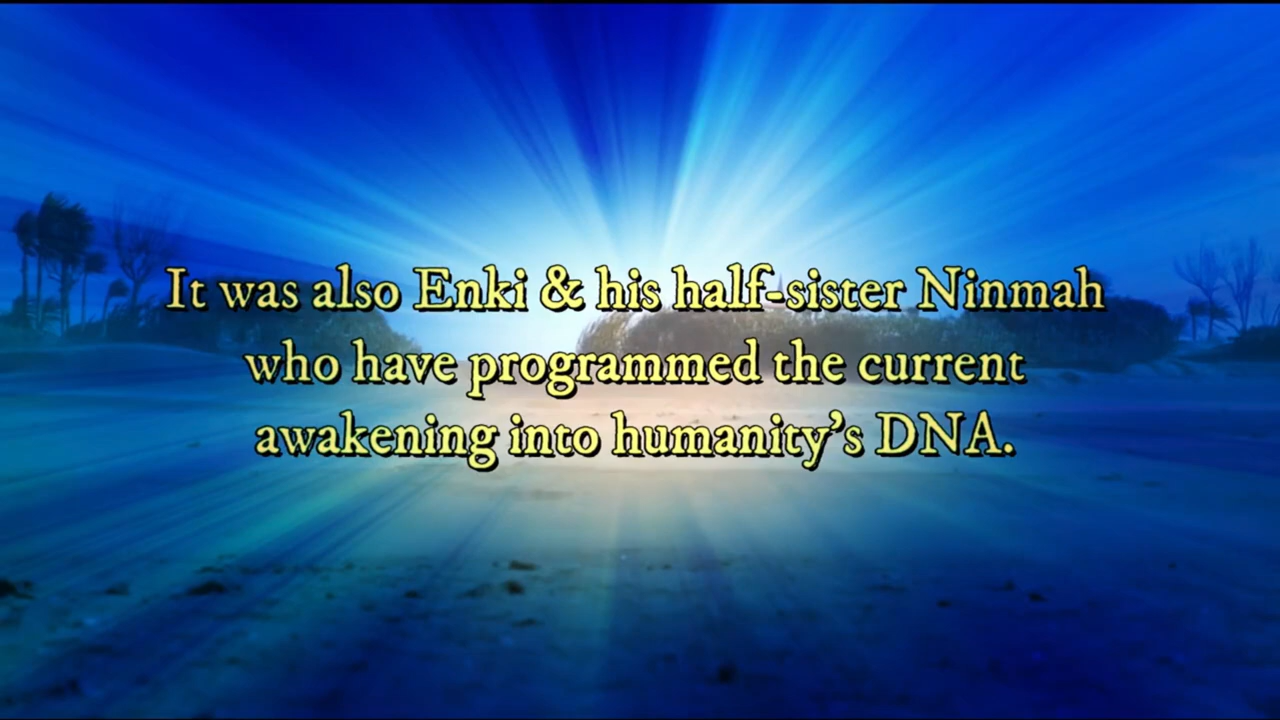 It was also Enki & his half-sister Ninmah
who have programmed the current
awakening into humanity's DNA.